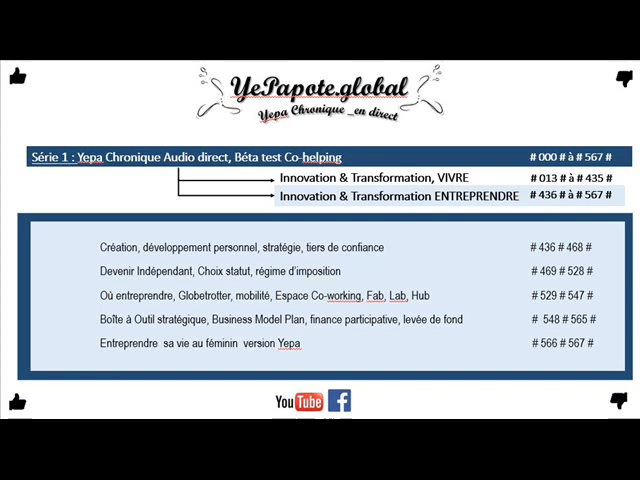 YePapote.global
Yepa Chronique _en direct
Série 1 : Yepa Chronique Audio direct, Béta test Co-helping # 000 # à # 567 #
Innovation & Transformation, VIVRE # 013 # à # 435 #
Innovation & Transformation ENTREPRENDRE # 436 # à # 567 #
Création, développement personnel, stratégie, tiers de confiance # 436 # 468 #
Devenir Indépendant, Choix statut, régime d'imposition # 469 # 528 #
Où entreprendre, Globetrotter, mobilité, Espace Co-working, Fab, Lab, Hub # 529 # 547 #
Boîte à Outil stratégique, Business Model Plan, finance participative, levée de fond # 548 # 565 #
Entreprendre sa vie au féminin version Yepa # 566 # 567 #
YouTube f